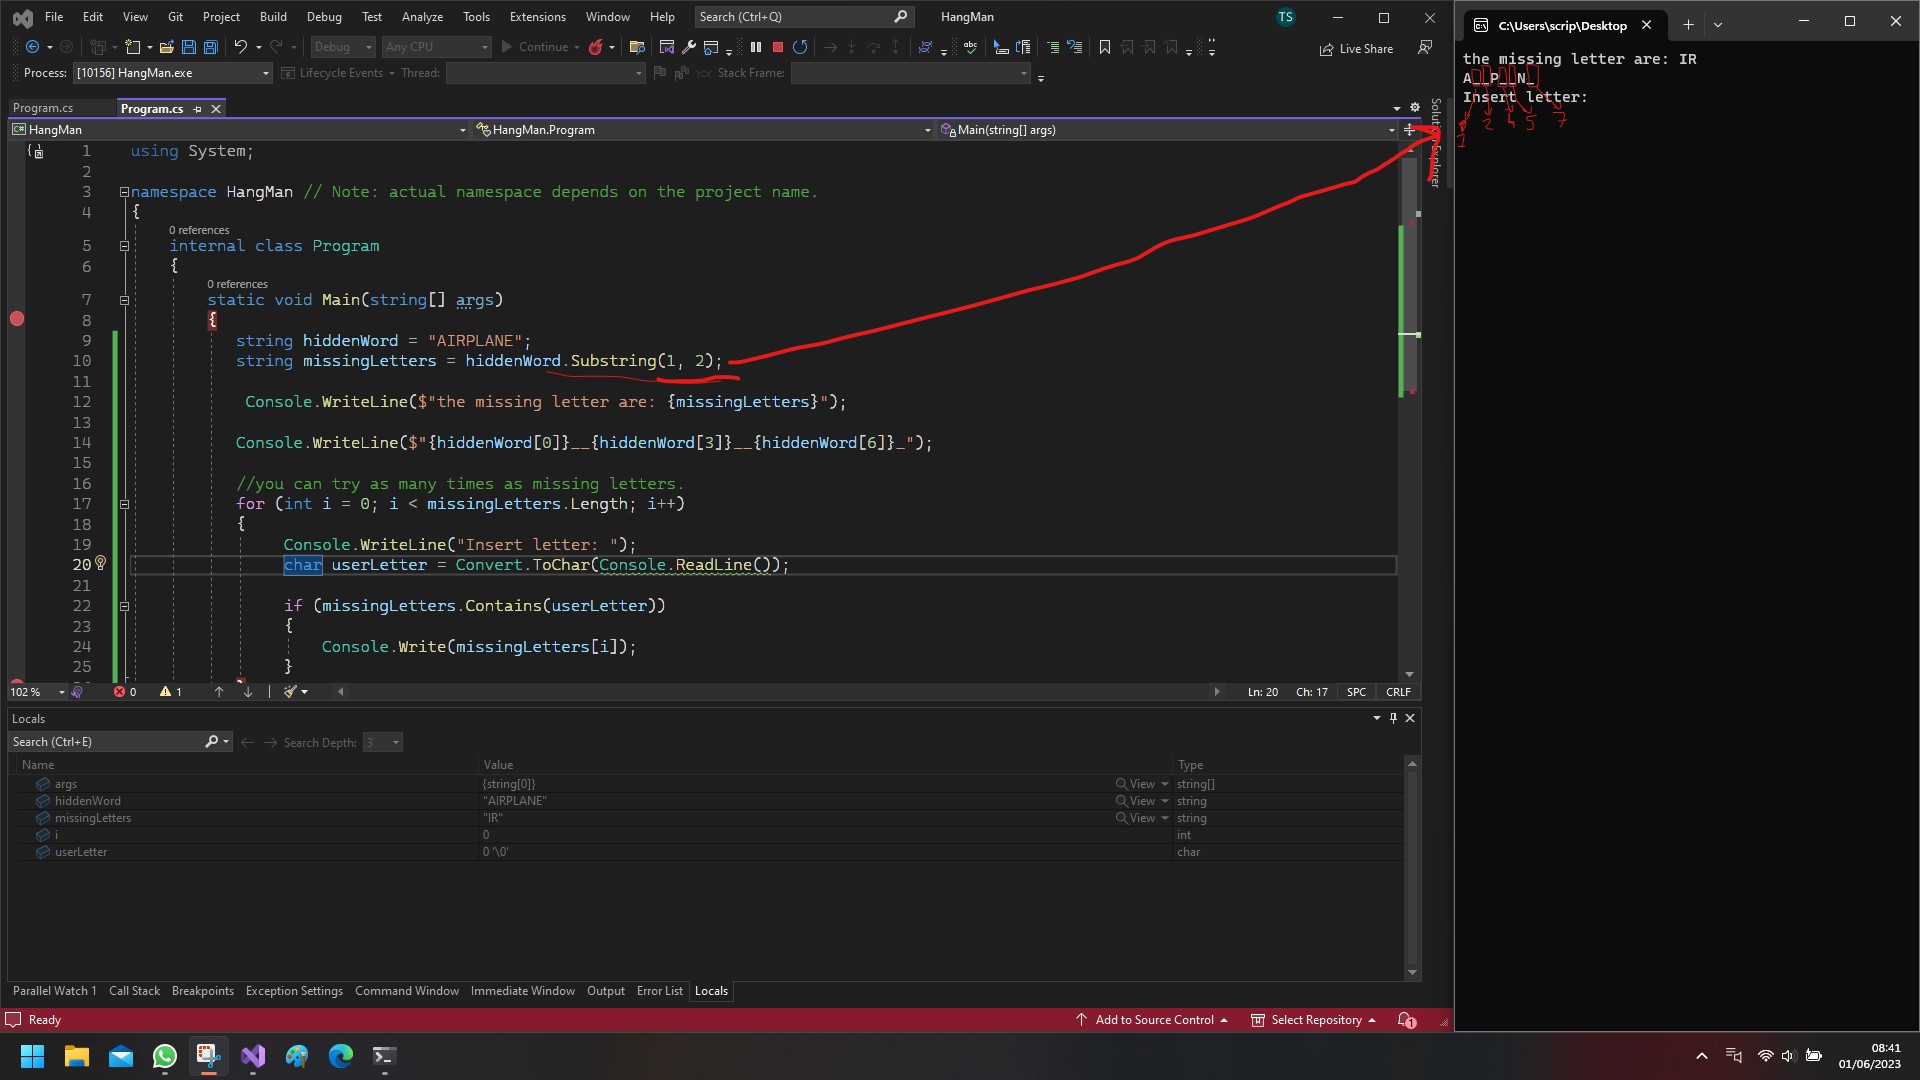 File Edit View Git Project Build Debug Test Analyze Tools Extensions Window Help Search (Ctrl+Q) HangMan TS
Debug Any CPU Continue Live Share
Process: [10156] HangMan.exe Lifecycle Events Thread: Stack Frame:
Program.cs Program.cs
HangMan HangMan.Program Main(string[] args)
Solution Explorer
1 using System;
2
3 namespace HangMan // Note: actual namespace depends on the project name.
4 {
0 references
5 internal class Program
6 {
0 references
7 static void Main(string[] args)
8 {
9 string hiddenWord = "AIRPLANE";
10 string missingLetters = hiddenWord.Substring(1, 2);
11
12 Console.WriteLine($"the missing letter are: {missingLetters}");
13
14 Console.WriteLine($"{hiddenWord[0]}__{hiddenWord[3]}__{hiddenWord[6]}_");
15
16 //you can try as many times as missing letters.
17 for (int i = 0; i < missingLetters.Length; i++)
18 {
19 Console.WriteLine("Insert letter: ");
20 char userLetter = Convert.ToChar(Console.ReadLine());
21
22 if (missingLetters.Contains(userLetter))
23 {
24 Console.Write(missingLetters[i]);
25 }
102 % 0 1 Ln: 20 Ch: 17 SPC CRLF
Locals
Search (Ctrl+E) Search Depth: 3
Name Value Type
args {string[0]} View string[]
hiddenWord "AIRPLANE" View string
missingLetters "IR" View string
i 0 int
userLetter 0 '\0' char
Parallel Watch 1 Call Stack Breakpoints Exception Settings Command Window Immediate Window Output Error List Locals
Ready Add to Source Control Select Repository 1
C:\Users\scrip\Desktop
the missing letter are: IR
A__P__N_
Insert letter:
1 2 4 5 7
08:41
01/06/2023